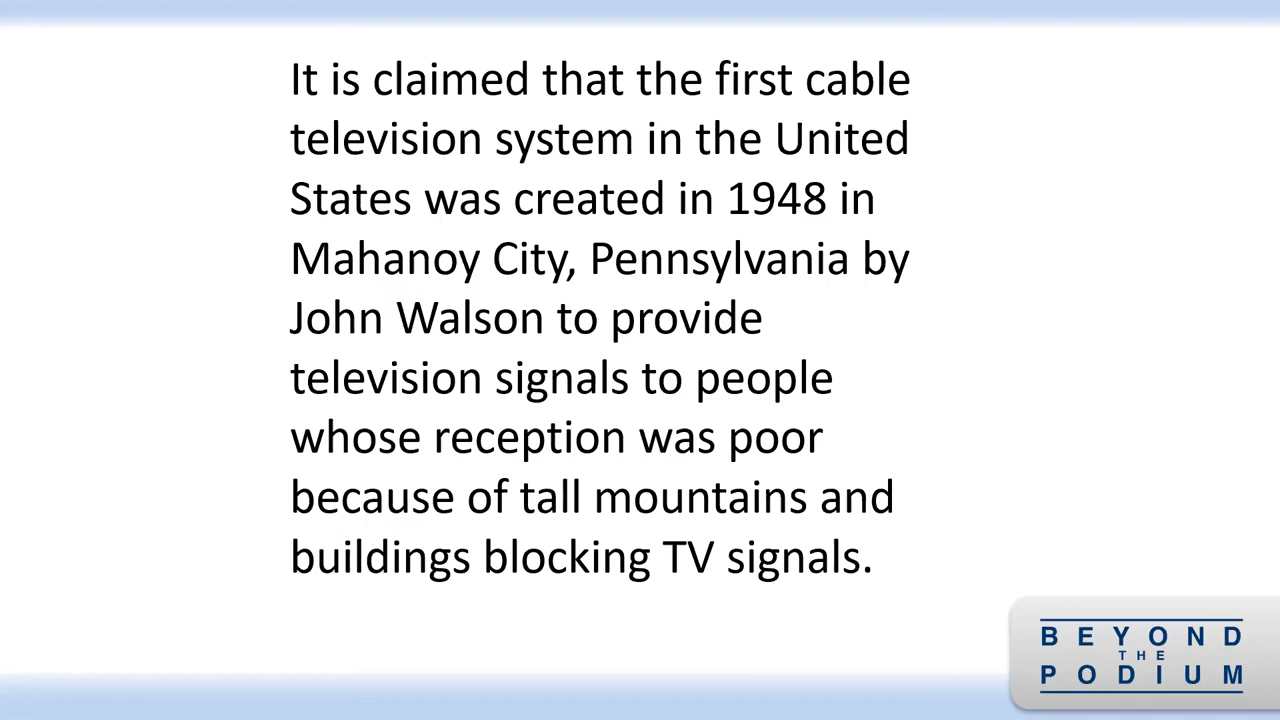 It is claimed that the first cable
television system in the United
States was created in 1948 in
Mahanoy City, Pennsylvania by
John Walson to provide
television signals to people
whose reception was poor
because of tall mountains and
buildings blocking TV signals.
BEYOND
THE
PODIUM